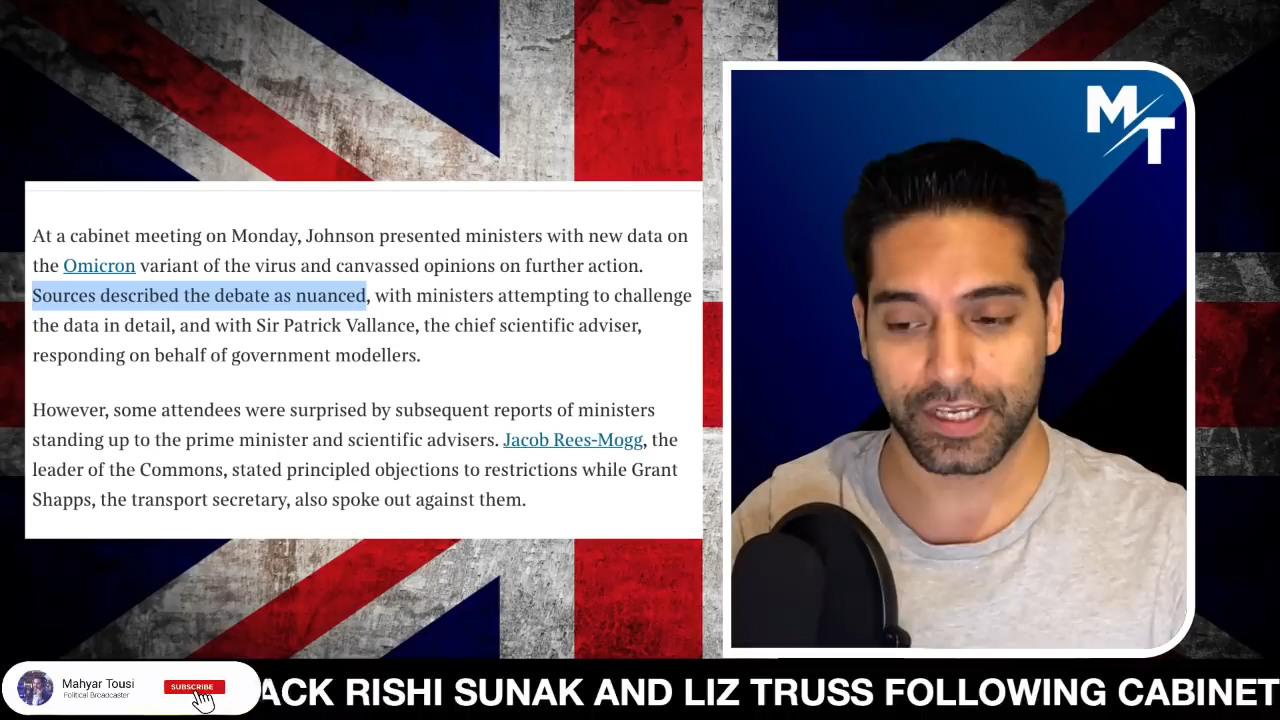 At a cabinet meeting on Monday, Johnson presented ministers with new data on
the Omicron variant of the virus and canvassed opinions on further action.
Sources described the debate as nuanced, with ministers attempting to challenge
the data in detail, and with Sir Patrick Vallance, the chief scientific adviser,
responding on behalf of government modellers.
However, some attendees were surprised by subsequent reports of ministers
standing up to the prime minister and scientific advisers. Jacob Rees-Mogg, the
leader of the Commons, stated principled objections to restrictions while Grant
Shapps, the transport secretary, also spoke out against them.
M
T
Mahyar Tousi
Political Broadcaster
SUBSCRIBE
ACK RISHI SUNAK AND LIZ TRUSS FOLLOWING CABINET